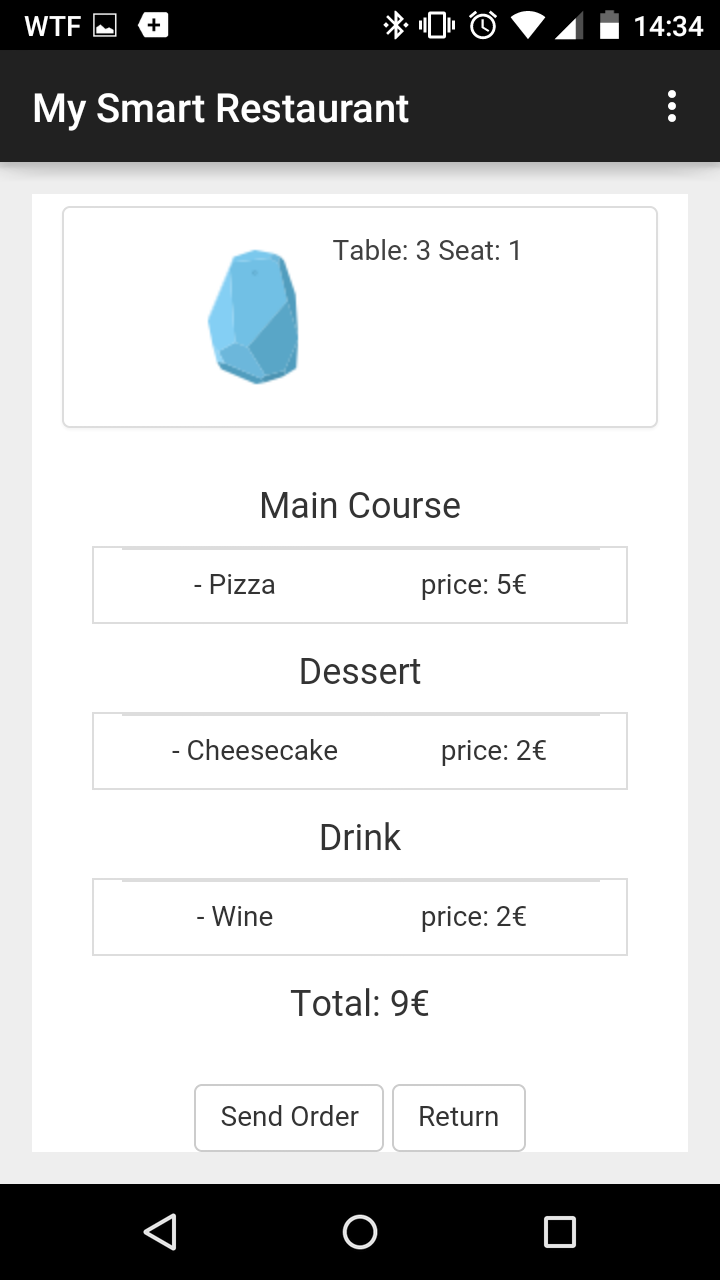 WTF 14:34
My Smart Restaurant
Table: 3 Seat: 1
Main Course
- Pizza price: 5€
Dessert
- Cheesecake price: 2€
Drink
- Wine price: 2€
Total: 9€
Send Order Return